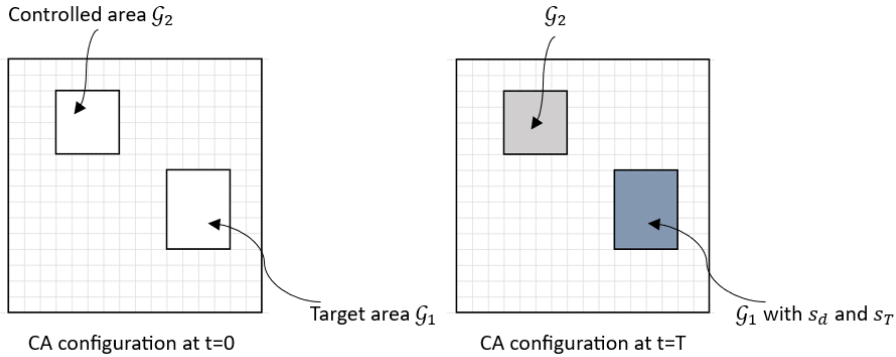 Controlled area 𝒢₂
𝒢₂
Target area 𝒢₁
𝒢₁ with s_d and s_T
CA configuration at t=0
CA configuration at t=T